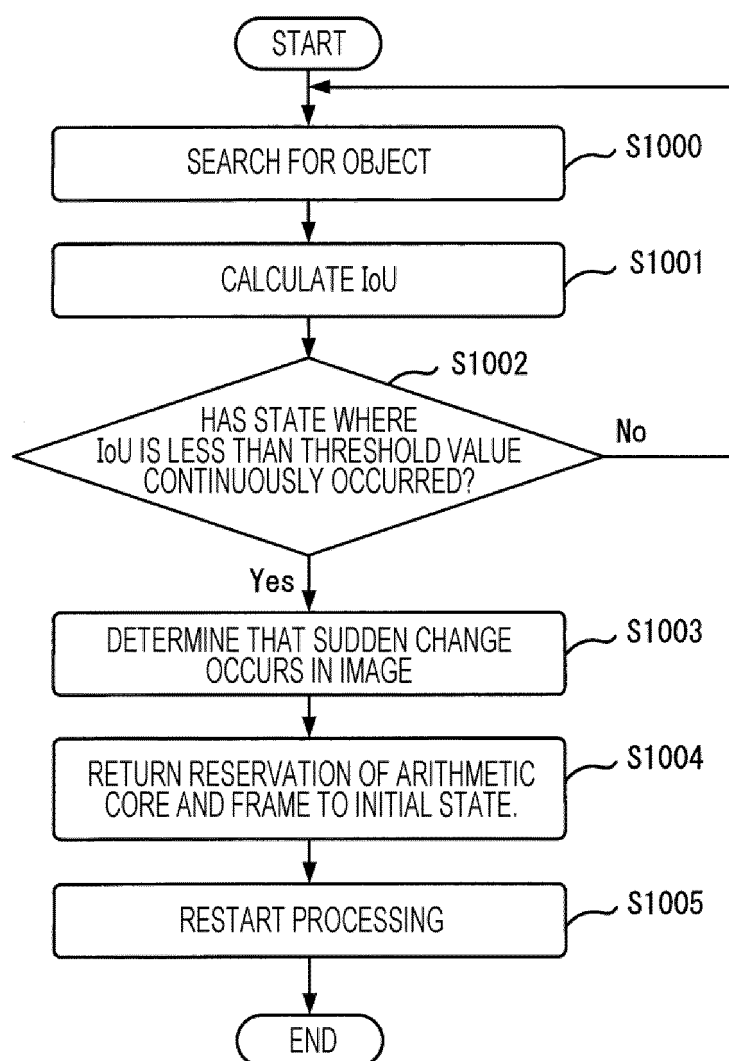 START
SEARCH FOR OBJECT
S1000
CALCULATE IoU
S1001
S1002
HAS STATE WHERE
IoU IS LESS THAN THRESHOLD VALUE
CONTINUOUSLY OCCURRED?
No
Yes
DETERMINE THAT SUDDEN CHANGE
OCCURS IN IMAGE
S1003
RETURN RESERVATION OF ARITHMETIC
CORE AND FRAME TO INITIAL STATE.
S1004
RESTART PROCESSING
S1005
END